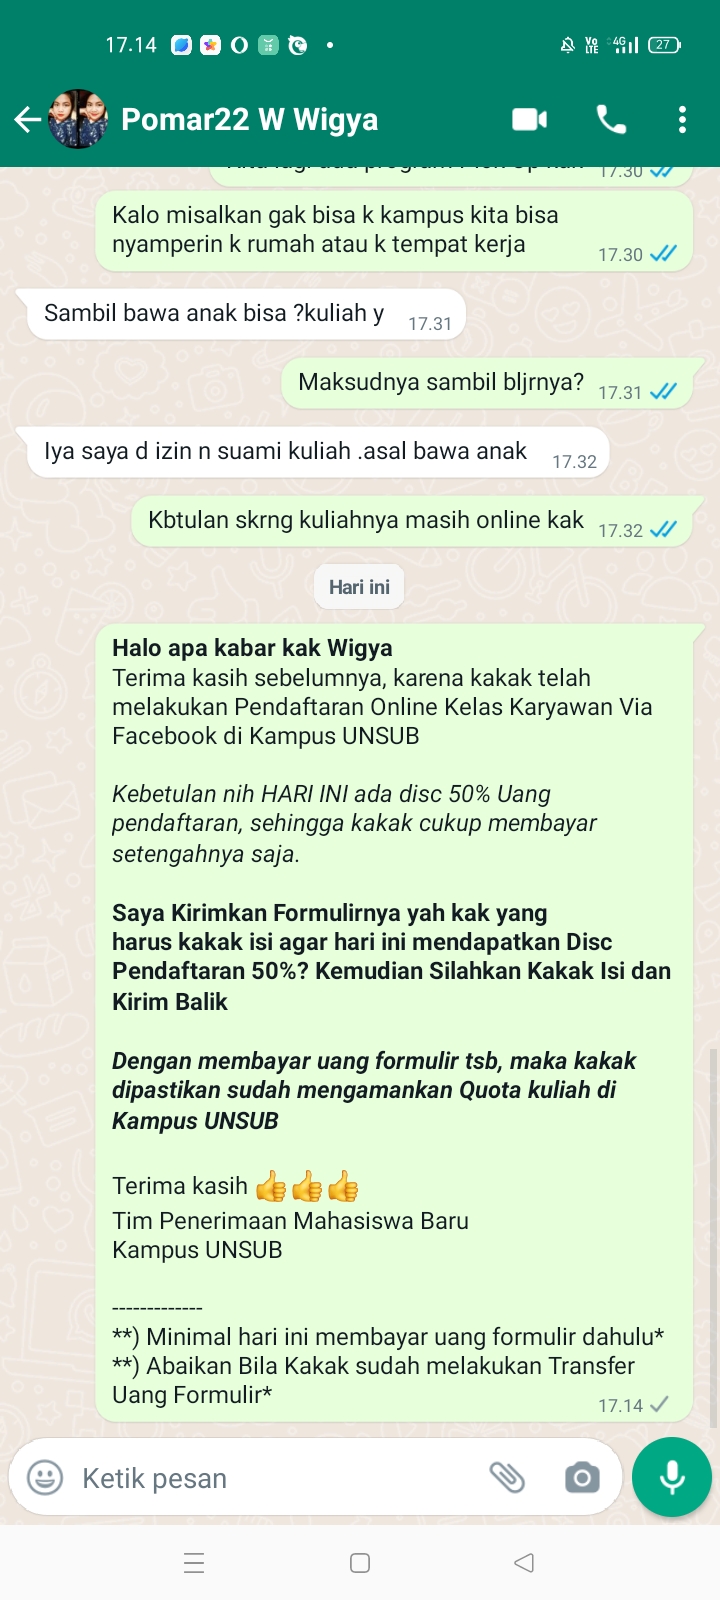 17.14
4G
Vo
LTE
27
Pomar22 W Wigya
17.30
Kalo misalkan gak bisa k kampus kita bisa
nyamperin k rumah atau k tempat kerja
17.30
Sambil bawa anak bisa ?kuliah y
17.31
Maksudnya sambil bljrnya?
17.31
Iya saya d izin n suami kuliah .asal bawa anak
17.32
Kbtulan skrng kuliahnya masih online kak
17.32
Hari ini
Halo apa kabar kak Wigya
Terima kasih sebelumnya, karena kakak telah
melakukan Pendaftaran Online Kelas Karyawan Via
Facebook di Kampus UNSUB
Kebetulan nih HARI INI ada disc 50% Uang
pendaftaran, sehingga kakak cukup membayar
setengahnya saja.
Saya Kirimkan Formulirnya yah kak yang
harus kakak isi agar hari ini mendapatkan Disc
Pendaftaran 50%? Kemudian Silahkan Kakak Isi dan
Kirim Balik
Dengan membayar uang formulir tsb, maka kakak
dipastikan sudah mengamankan Quota kuliah di
Kampus UNSUB
Terima kasih 👍👍👍
Tim Penerimaan Mahasiswa Baru
Kampus UNSUB
-------------
**) Minimal hari ini membayar uang formulir dahulu*
**) Abaikan Bila Kakak sudah melakukan Transfer
Uang Formulir*
17.14
Ketik pesan